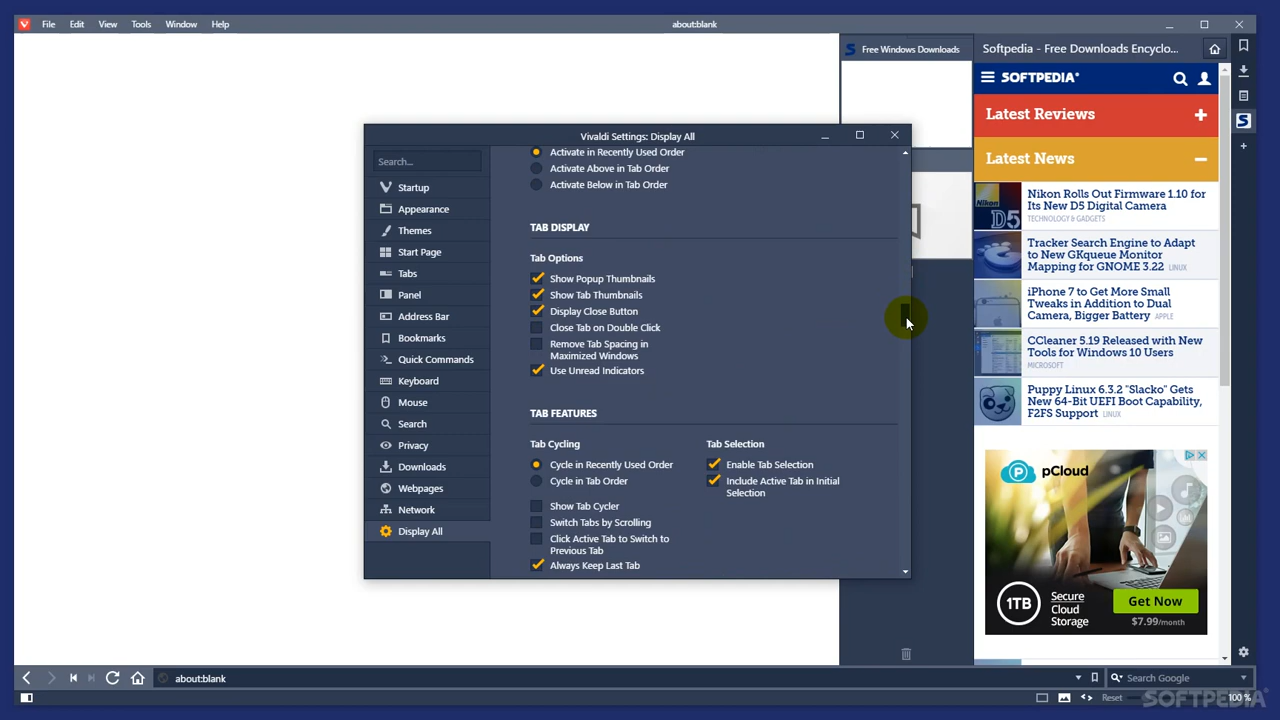 File Edit View Tools Window Help
about:blank
Free Windows Downloads
Softpedia - Free Downloads Encyclo...
SOFTPEDIA®
Latest Reviews
Latest News
Nikon Rolls Out Firmware 1.10 for
Its New D5 Digital Camera
TECHNOLOGY & GADGETS
Tracker Search Engine to Adapt
to New GKqueue Monitor
Mapping for GNOME 3.22 LINUX
iPhone 7 to Get More Small
Tweaks in Addition to Dual
Camera, Bigger Battery APPLE
CCleaner 5.19 Released with New
Tools for Windows 10 Users
MICROSOFT
Puppy Linux 6.3.2 "Slacko" Gets
New 64-Bit UEFI Boot Capability,
F2FS Support LINUX
Nikon
D5
pCloud
1TB
Secure
Cloud
Storage
Get Now
$7.99/month
Vivaldi Settings: Display All
Search...
Startup
Appearance
Themes
Start Page
Tabs
Panel
Address Bar
Bookmarks
Quick Commands
Keyboard
Mouse
Search
Privacy
Downloads
Webpages
Network
Display All
Activate in Recently Used Order
Activate Above in Tab Order
Activate Below in Tab Order
TAB DISPLAY
Tab Options
Show Popup Thumbnails
Show Tab Thumbnails
Display Close Button
Close Tab on Double Click
Remove Tab Spacing in
Maximized Windows
Use Unread Indicators
TAB FEATURES
Tab Cycling
Cycle in Recently Used Order
Cycle in Tab Order
Show Tab Cycler
Switch Tabs by Scrolling
Click Active Tab to Switch to
Previous Tab
Always Keep Last Tab
Tab Selection
Enable Tab Selection
Include Active Tab in Initial
Selection
about:blank
Search Google
Reset
100 %
SOFTPEDIA®